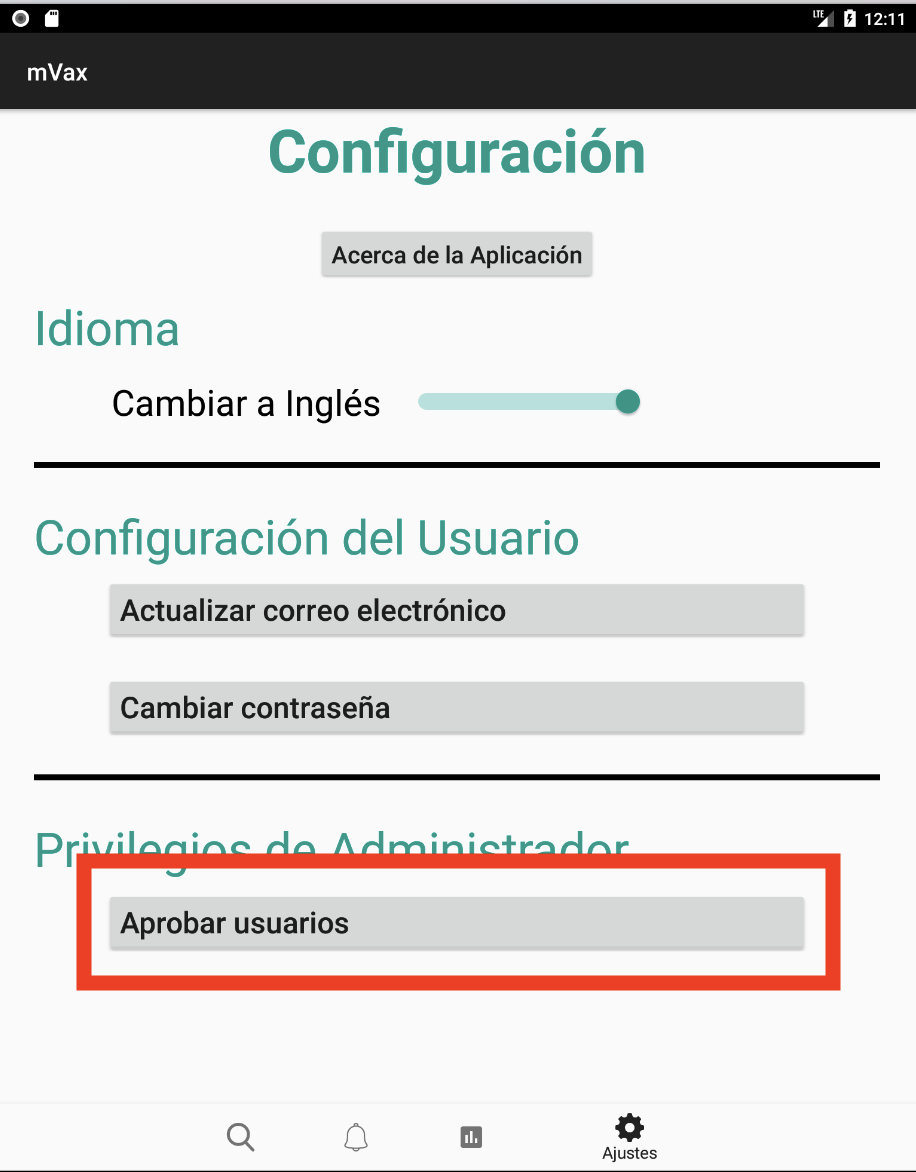 LTE 12:11
mVax
Configuración
Acerca de la Aplicación
Idioma
Cambiar a Inglés
Configuración del Usuario
Actualizar correo electrónico
Cambiar contraseña
Privilegios de Administrador
Aprobar usuarios
Ajustes